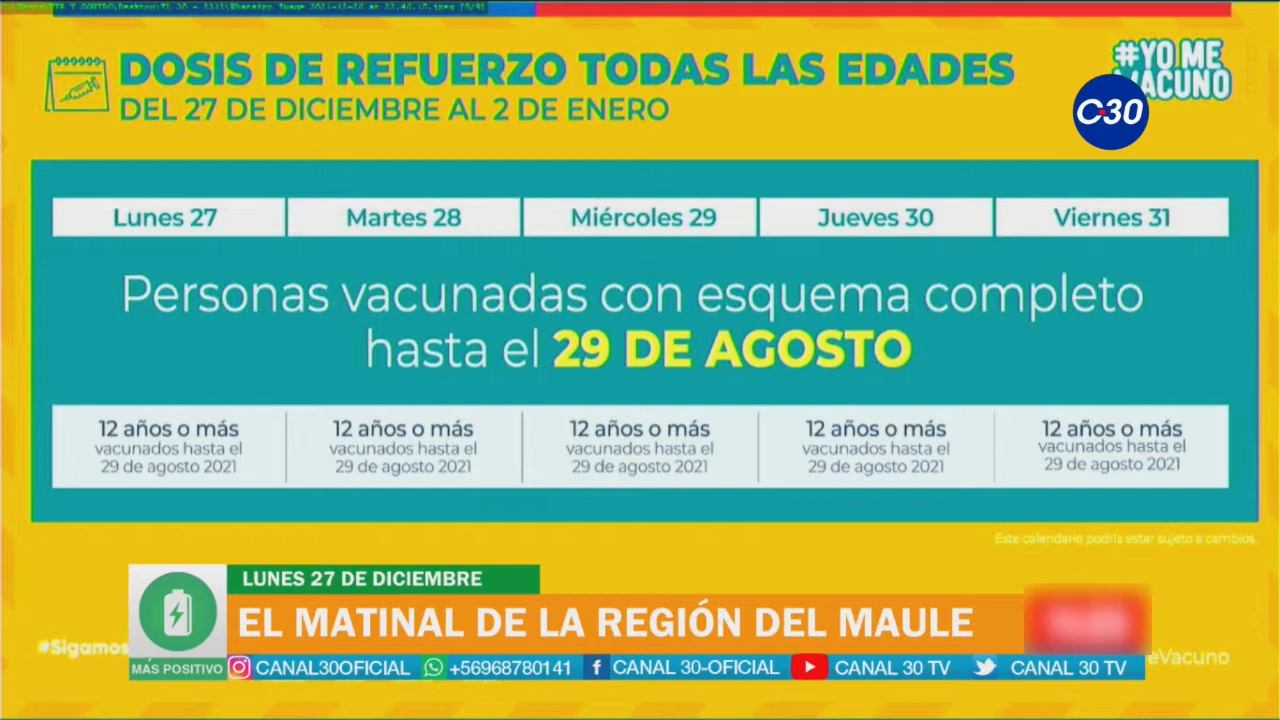 DOSIS DE REFUERZO TODAS LAS EDADES
DEL 27 DE DICIEMBRE AL 2 DE ENERO
#YO ME
VACUNO
C30
Lunes 27
Martes 28
Miércoles 29
Jueves 30
Viernes 31
Personas vacunadas con esquema completo
hasta el 29 DE AGOSTO
12 años o más
vacunados hasta el
29 de agosto 2021
12 años o más
vacunados hasta el
29 de agosto 2021
12 años o más
vacunados hasta el
29 de agosto 2021
12 años o más
vacunados hasta el
29 de agosto 2021
12 años o más
vacunados hasta el
29 de agosto 2021
Este calendario podría estar sujeto a cambios.
LUNES 27 DE DICIEMBRE
EL MATINAL DE LA REGIÓN DEL MAULE
#Sigamos
eVacuno
MÁS POSITIVO
CANAL30OFICIAL
+56968780141
CANAL 30-OFICIAL
CANAL 30 TV
CANAL 30 TV